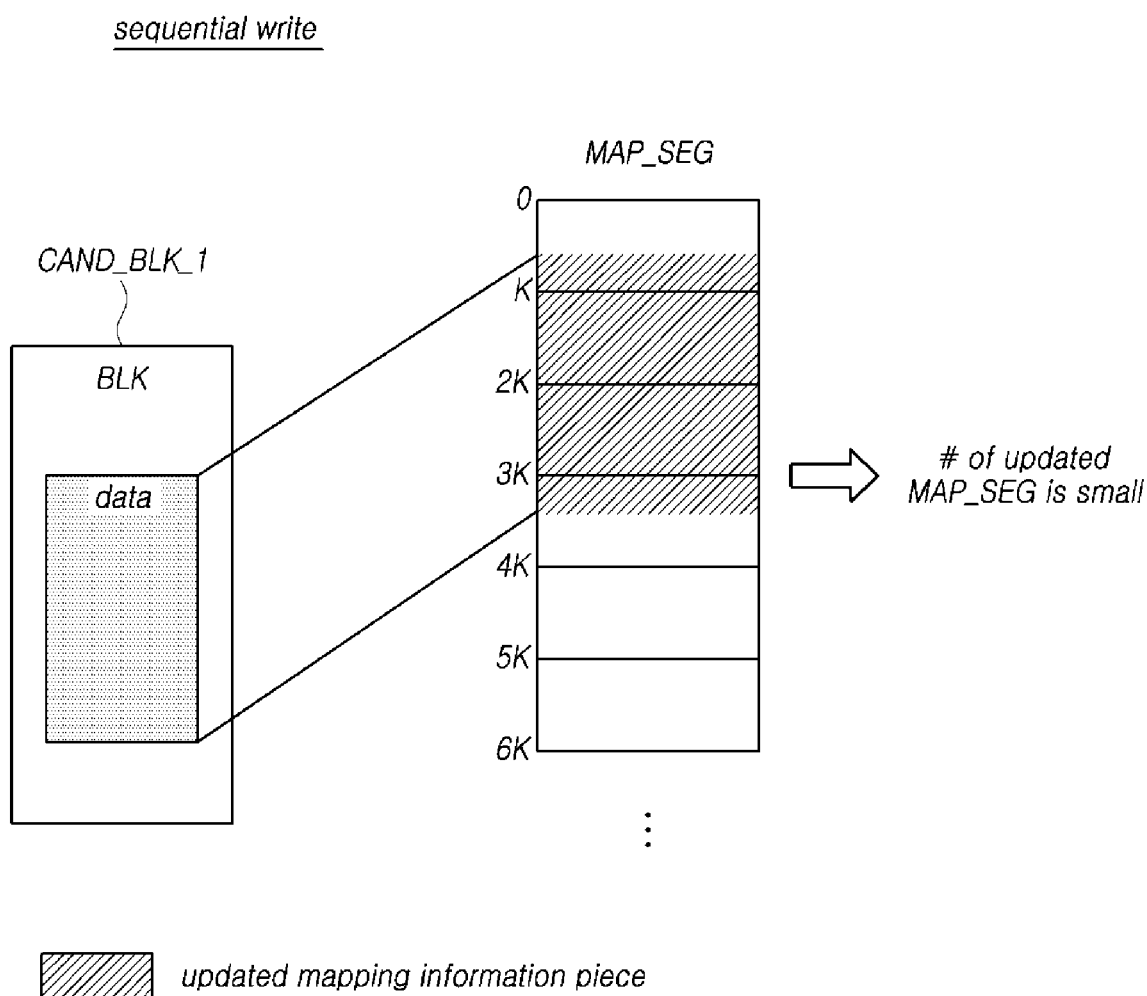 sequential write
MAP_SEG
0
CAND_BLK_1
K
BLK
2K
data
3K
# of updated
MAP_SEG is small
4K
5K
6K
updated mapping information piece